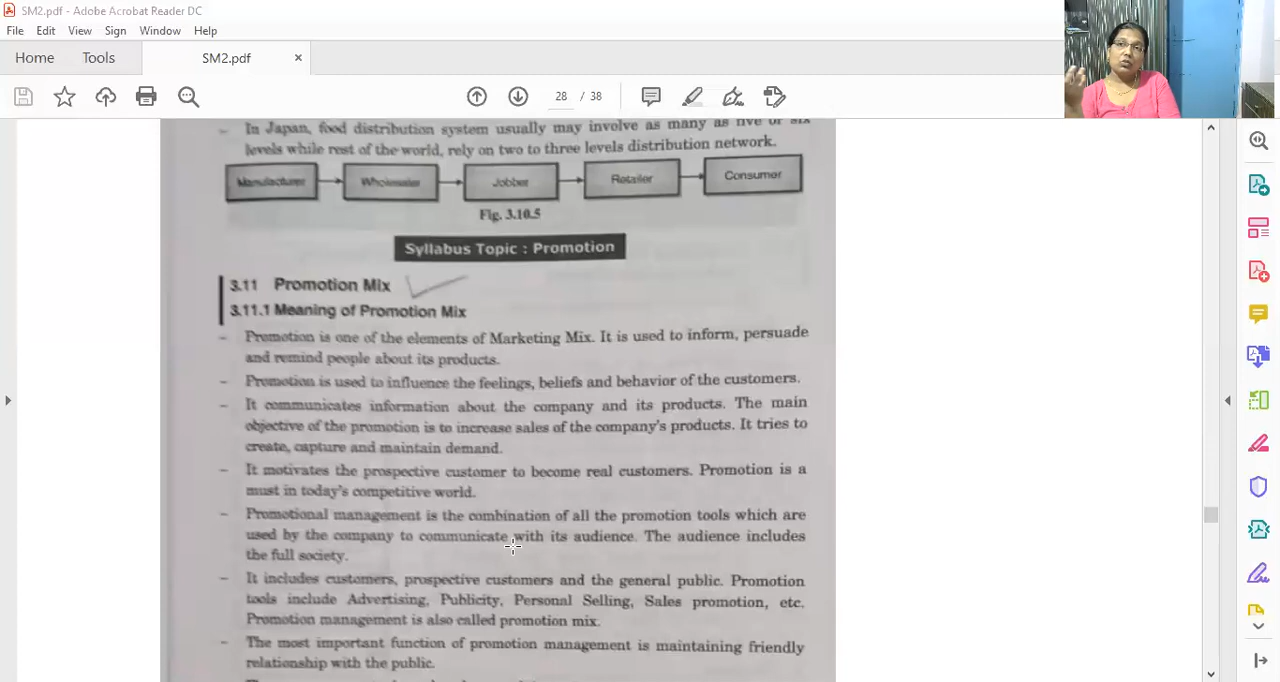 SM2.pdf - Adobe Acrobat Reader DC
File Edit View Sign Window Help
Home Tools SM2.pdf ×
28 / 38
- In Japan, food distribution system usually may involve as many as five or six
levels while rest of the world, rely on two to three levels distribution network.
Manufacturer Wholesaler Jobber Retailer Consumer
Fig. 3.10.5
Syllabus Topic : Promotion
3.11 Promotion Mix
3.11.1 Meaning of Promotion Mix
- Promotion is one of the elements of Marketing Mix. It is used to inform, persuade
and remind people about its products.
- Promotion is used to influence the feelings, beliefs and behavior of the customers.
- It communicates information about the company and its products. The main
objective of the promotion is to increase sales of the company's products. It tries to
create, capture and maintain demand.
- It motivates the prospective customer to become real customers. Promotion is a
must in today's competitive world.
- Promotional management is the combination of all the promotion tools which are
used by the company to communicate with its audience. The audience includes
the full society.
- It includes customers, prospective customers and the general public. Promotion
tools include Advertising, Publicity, Personal Selling, Sales promotion, etc.
Promotion management is also called promotion mix.
- The most important function of promotion management is maintaining friendly
relationship with the public.